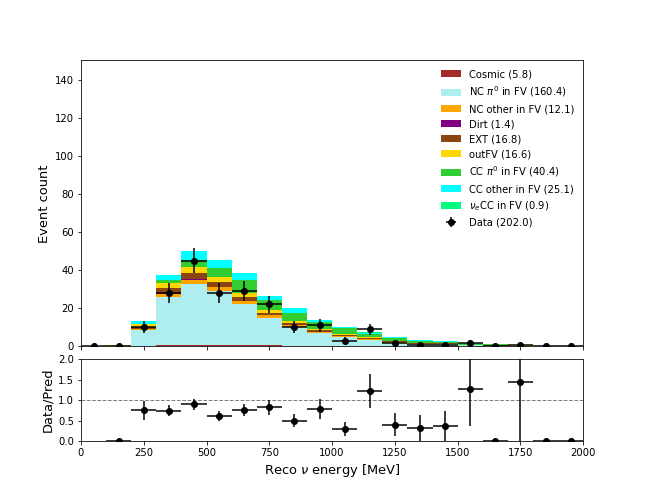 140
120
100
80
60
40
20
0
Event count
Cosmic (5.8)
NC π⁰ in FV (160.4)
NC other in FV (12.1)
Dirt (1.4)
EXT (16.8)
outFV (16.6)
CC π⁰ in FV (40.4)
CC other in FV (25.1)
νₑCC in FV (0.9)
Data (202.0)
2.0
1.5
1.0
0.5
0.0
Data/Pred
0 250 500 750 1000 1250 1500 1750 2000
Reco ν energy [MeV]